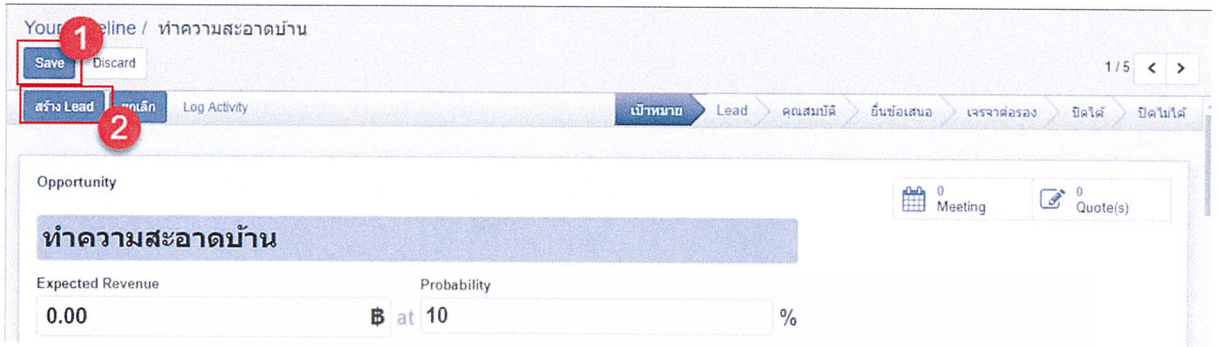 Your eline / ทำความสะอาดบ้าน
1
Save Discard
1 / 5 < >
สร้าง Lead ยกเลิก Log Activity
เป้าหมาย Lead คุณสมบัติ ยื่นข้อเสนอ เจรจาต่อรอง ปิดได้ ปิดไม่ได้
2
Opportunity
0
Meeting
0
Quote(s)
ทำความสะอาดบ้าน
Expected Revenue Probability
0.00 ฿ at 10 %